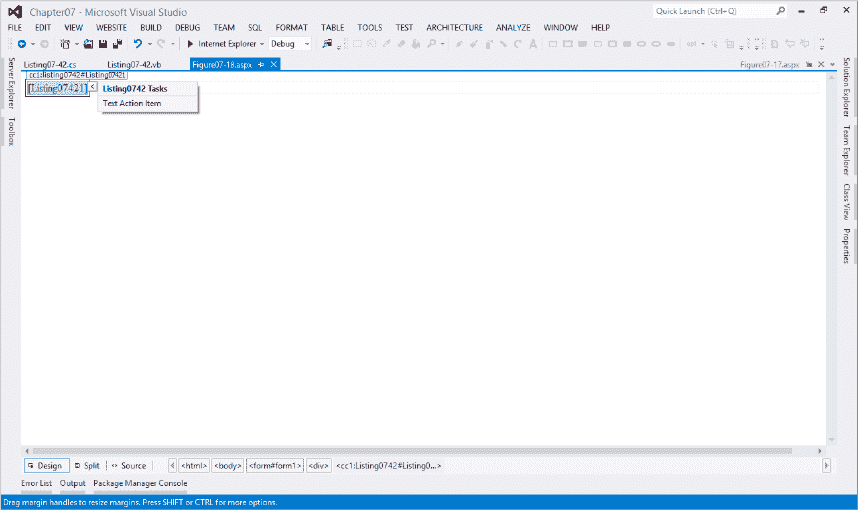 Chapter07 - Microsoft Visual Studio
Quick Launch (Ctrl+Q)
FILE EDIT VIEW WEBSITE BUILD DEBUG TEAM SQL FORMAT TABLE TOOLS TEST ARCHITECTURE ANALYZE WINDOW HELP
Internet Explorer Debug
Listing07-42.cs Listing07-42.vb Figure07-18.aspx Figure07-17.aspx
Server Explorer
Toolbox
cc1:listing0742#Listing07421
[Listing07421]
Listing0742 Tasks
Text Action Item
Solution Explorer
Team Explorer
Class View
Properties
Design Split Source <html> <body> <form#form1> <div> <cc1:Listing0742#Listing0...>
Error List Output Package Manager Console
Drag margin handles to resize margins. Press SHIFT or CTRL for more options.